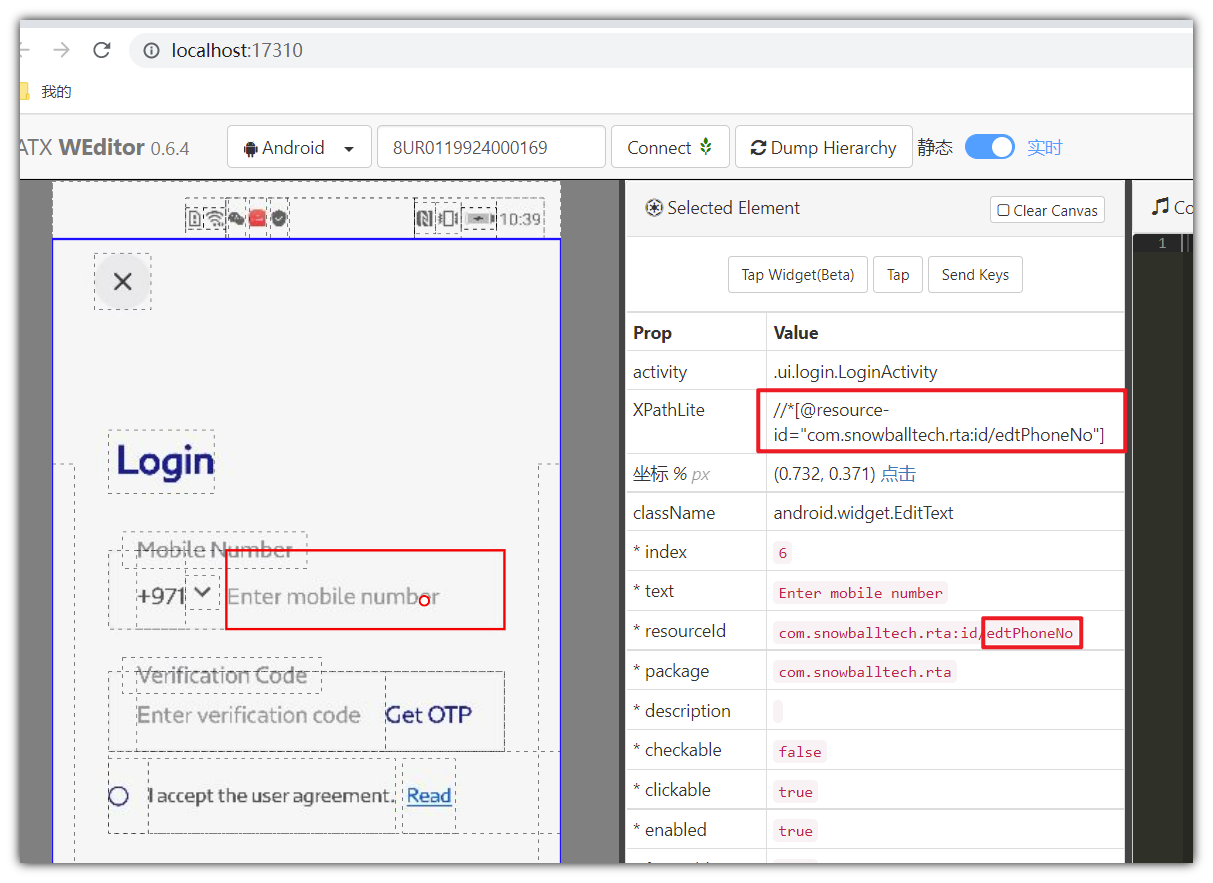 localhost:17310
我的
ATX WEditor 0.6.4
Android
8UR0119924000169
Connect
Dump Hierarchy
静态
实时
10:39
Login
Mobile Number
+971
Enter mobile number
Verification Code
Enter verification code
Get OTP
I accept the user agreement.
Read
Selected Element
Clear Canvas
Tap Widget(Beta)
Tap
Send Keys
Prop Value
activity .ui.login.LoginActivity
XPathLite //*[@resource-
id="com.snowballtech.rta:id/edtPhoneNo"]
坐标 % px (0.732, 0.371) 点击
className android.widget.EditText
* index 6
* text Enter mobile number
* resourceId com.snowballtech.rta:id/edtPhoneNo
* package com.snowballtech.rta
* description
* checkable false
* clickable true
* enabled true
Co
1